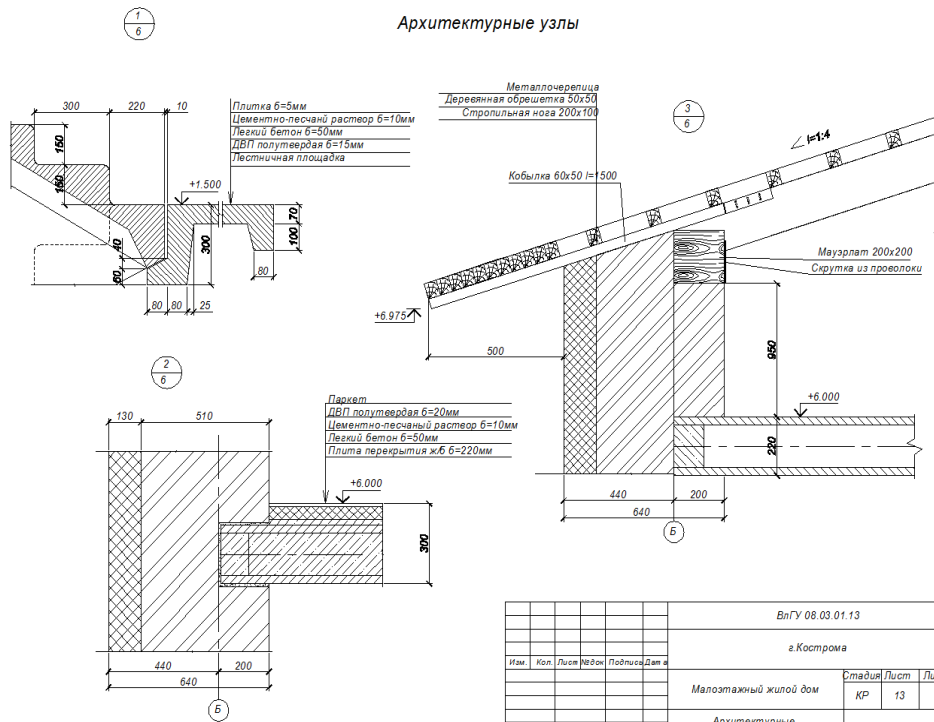 Архитектурные узлы
1
6
300
220
10
150
150
+1.500
40
60
300
70
100
80
80
80
25
Плитка б=5мм
Цементно-песчанй раствор б=10мм
Легкий бетон б=50мм
ДВП полутвердая б=15мм
Лестничная площадка
2
6
130
510
Паркет
ДВП полутвердая б=20мм
Цементно-песчаный раствор б=10мм
Легкий бетон б=50мм
Плита перекрытия ж/б б=220мм
+6.000
300
440
200
640
Б
Металлочерепица
Деревянная обрешетка 50х50
Стропильная нога 200х100
3
6
i=1:4
Кобылка 60х50 l=1500
Мауэрлат 200х200
Скрутка из проволоки
+6.975
500
950
+6.000
220
440
200
640
Б
ВлГУ 08.03.01.13
г.Кострома
Изм.
Кол.
Лист
№док
Подпись
Дата
Малоэтажный жилой дом
Стадия
Лист
КР
13
Архитектурные